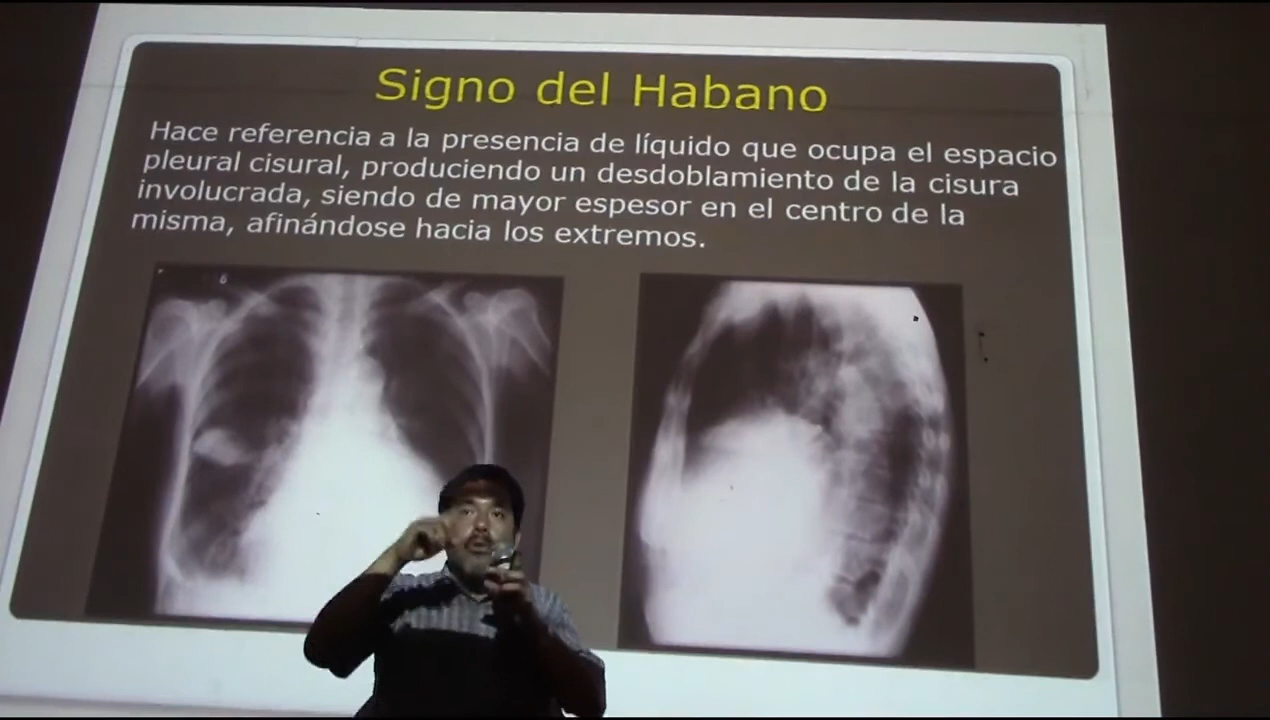 Signo del Habano
Hace referencia a la presencia de líquido que ocupa el espacio
pleural cisural, produciendo un desdoblamiento de la cisura
involucrada, siendo de mayor espesor en el centro de la
misma, afinándose hacia los extremos.